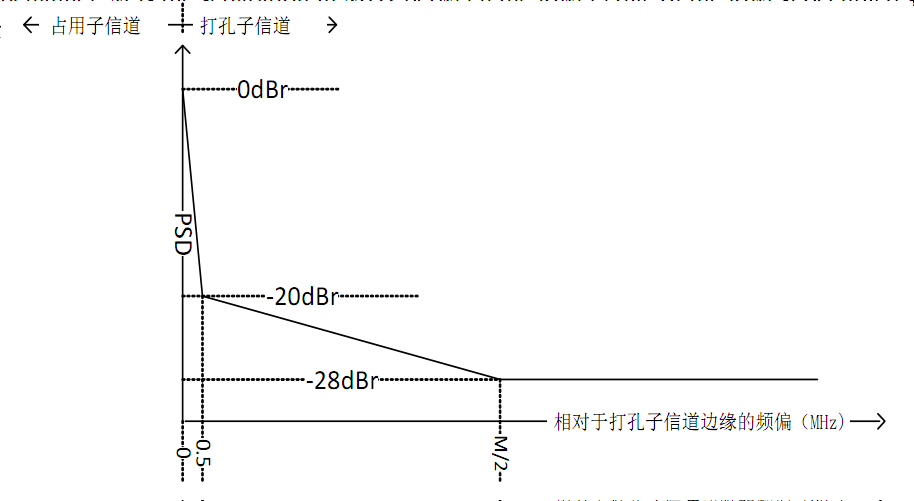 占用子信道
打孔子信道
0dBr
PSD
-20dBr
-28dBr
相对于打孔子信道边缘的频偏（MHz)
0
0.5
M/2